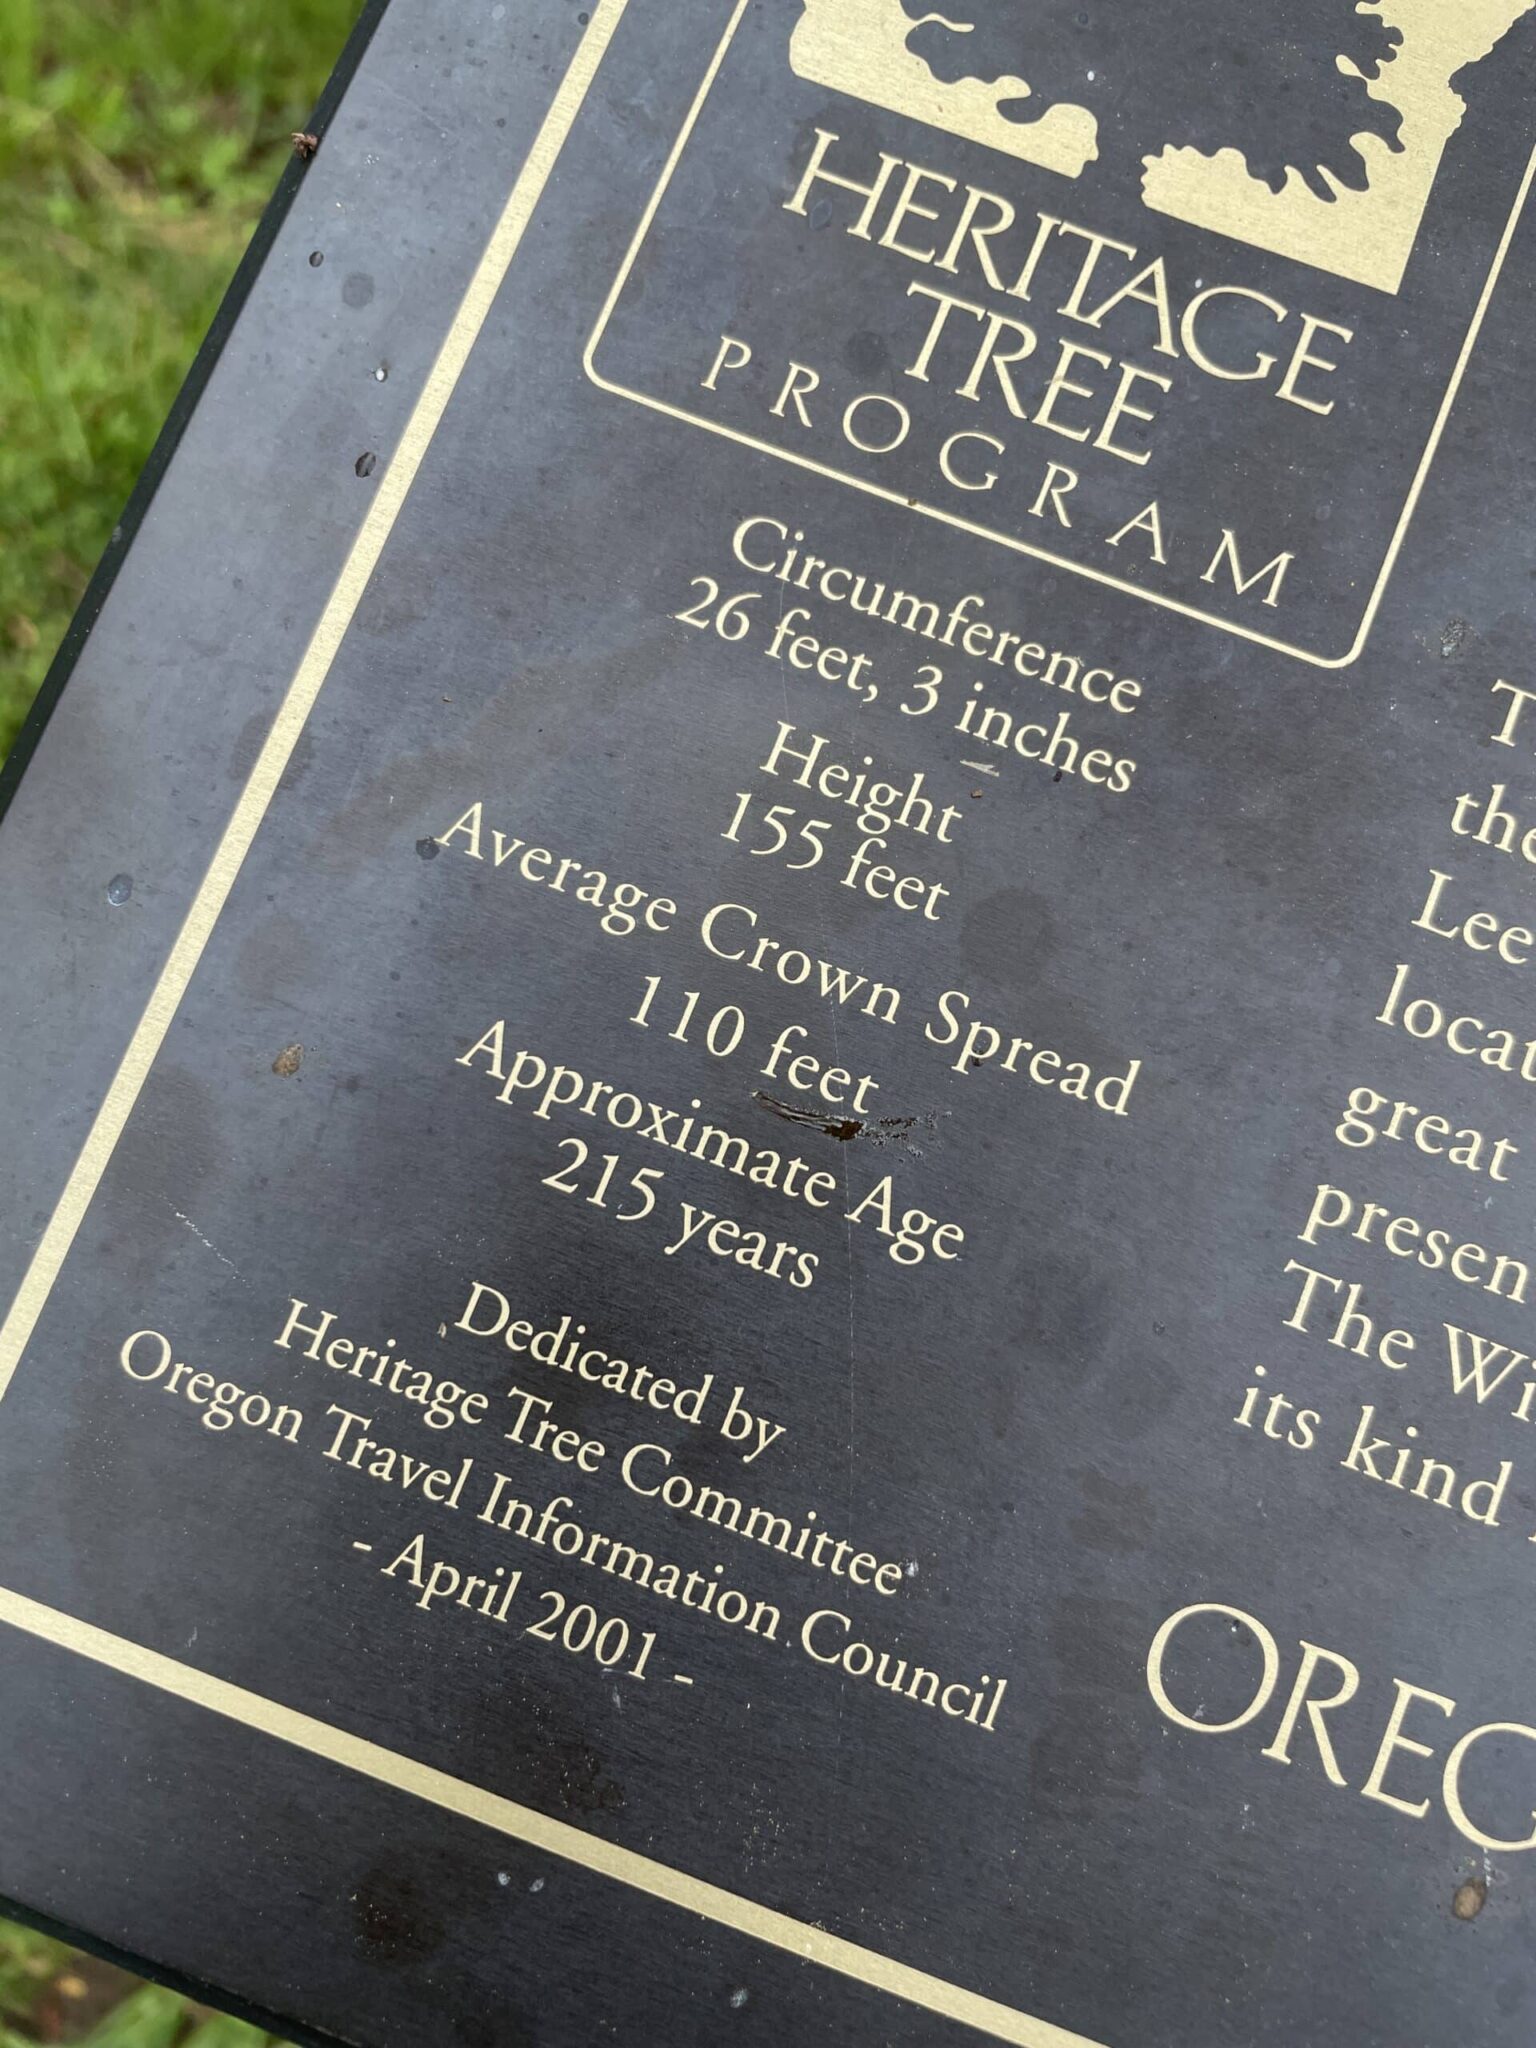 HERITAGE
TREE
PROGRAM
Circumference
26 feet, 3 inches
Height
155 feet
Average Crown Spread
110 feet
Approximate Age
215 years
Dedicated by
Heritage Tree Committee
Oregon Travel Information Council
- April 2001 -
the
Lee
great
The
its kind